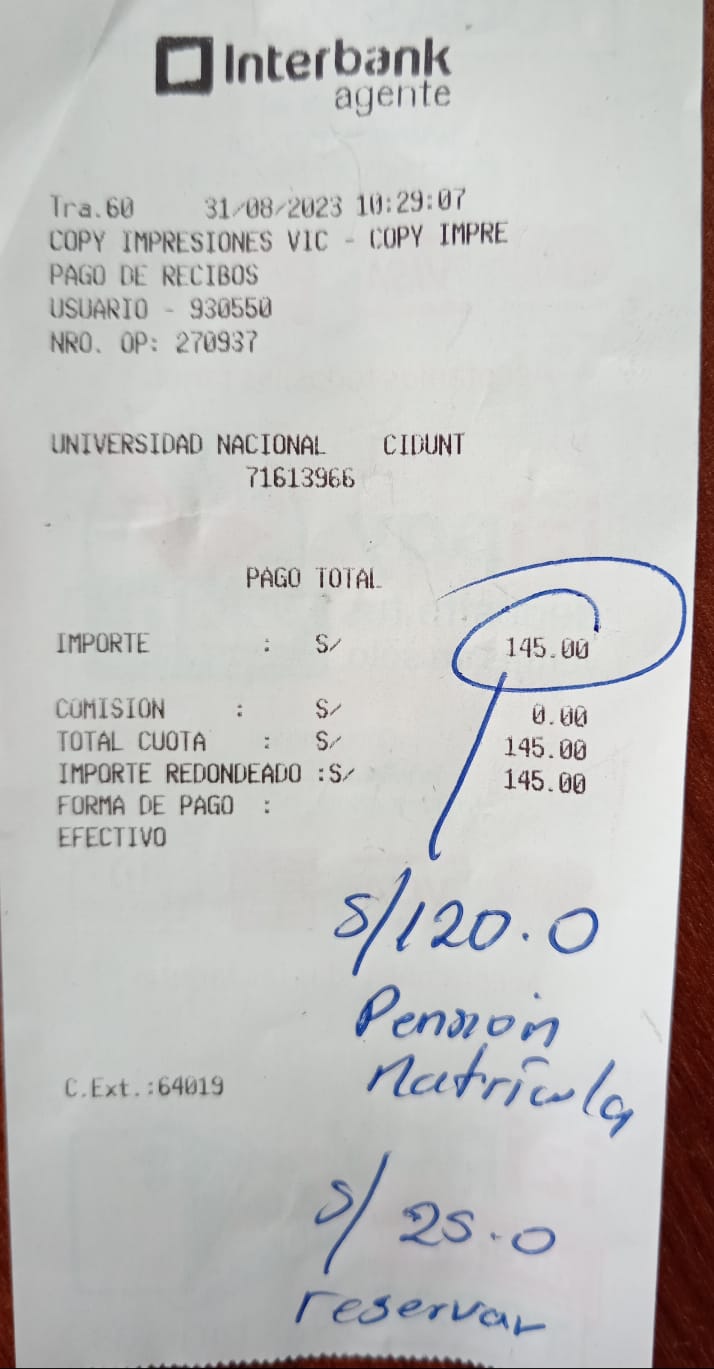 Interbank
agente
Tra.60 31/08/2023 10:29:07
COPY IMPRESIONES VIC - COPY IMPRE
PAGO DE RECIBOS
USUARIO - 930550
NRO. OP: 270937
UNIVERSIDAD NACIONAL CIDUNT
71613966
PAGO TOTAL
IMPORTE : S/ 145.00
COMISION : S/ 0.00
TOTAL CUOTA : S/ 145.00
IMPORTE REDONDEADO :S/ 145.00
FORMA DE PAGO :
EFECTIVO
S/120.0
Pensión
Matrícula
C.Ext.:64019
S/ 25.0
reservar